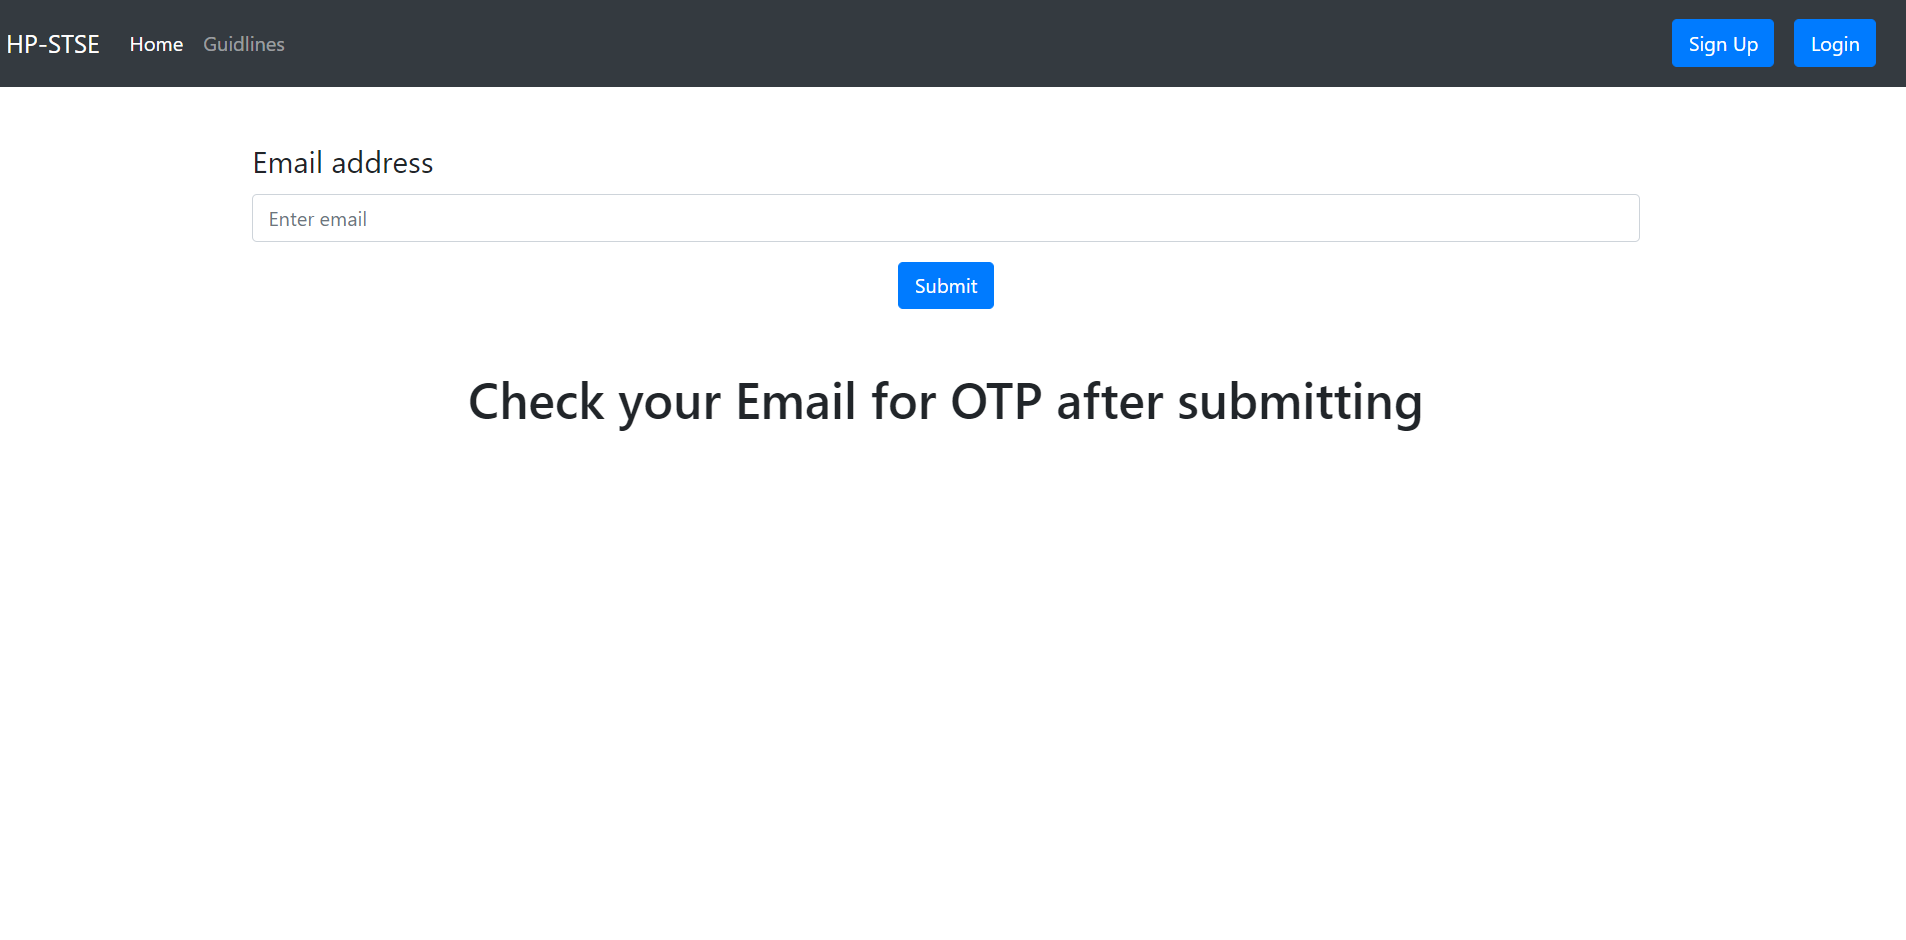 HP-STSE Home Guidlines Sign Up Login
Email address
Enter email
Submit
Check your Email for OTP after submitting